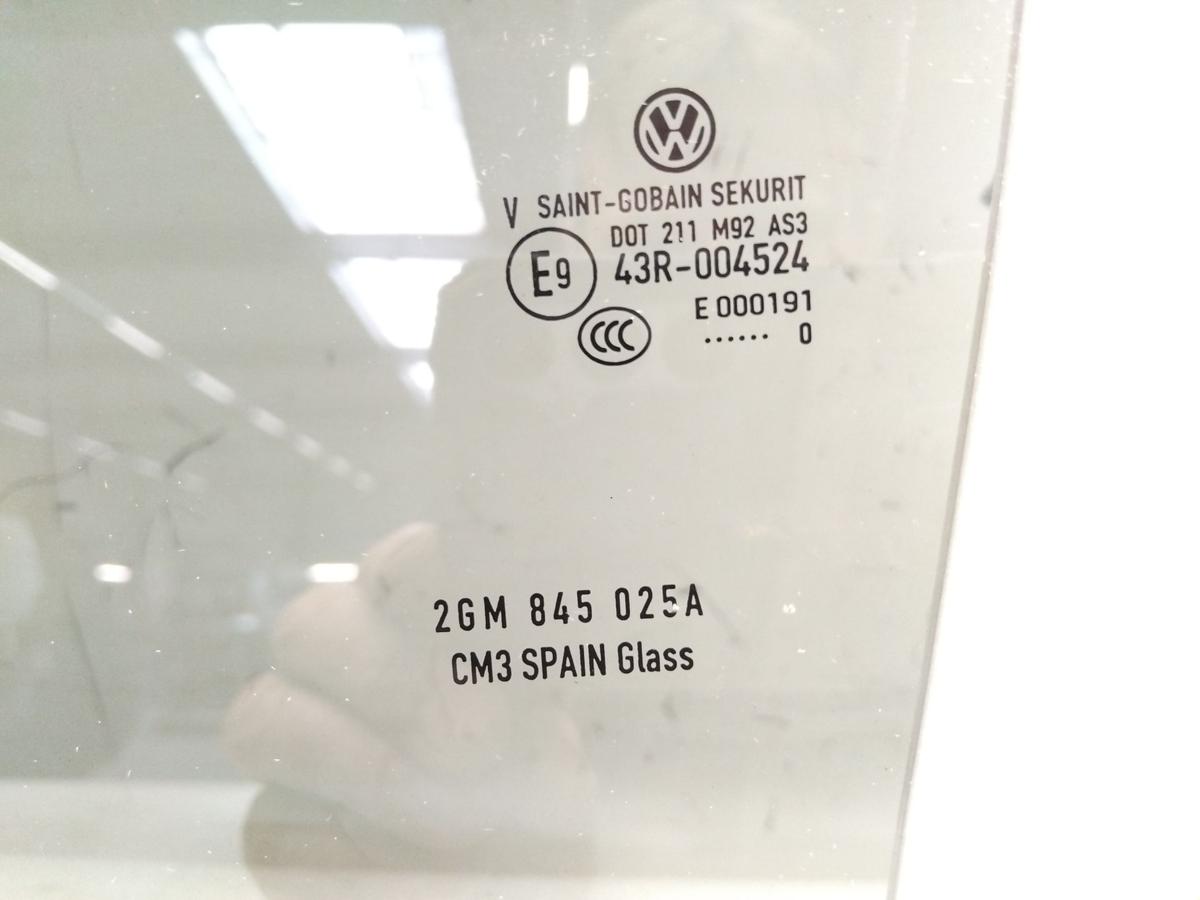 VW
V SAINT-GOBAIN SEKURIT
DOT 211 M92 AS3
E9 43R-004524
CCC E 000191
...... 0
2GM 845 025A
CM3 SPAIN Glass